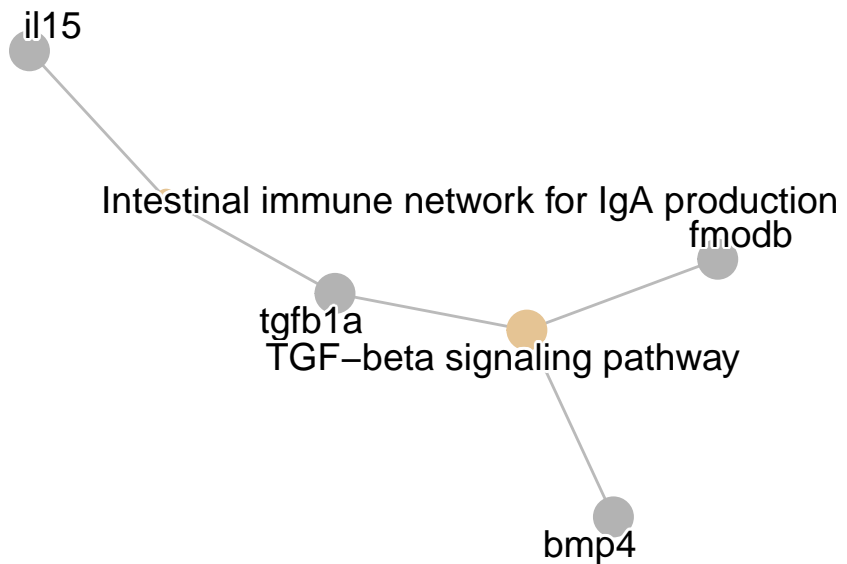 il15
Intestinal immune network for IgA production
fmodb
tgfb1a
TGF−beta signaling pathway
bmp4